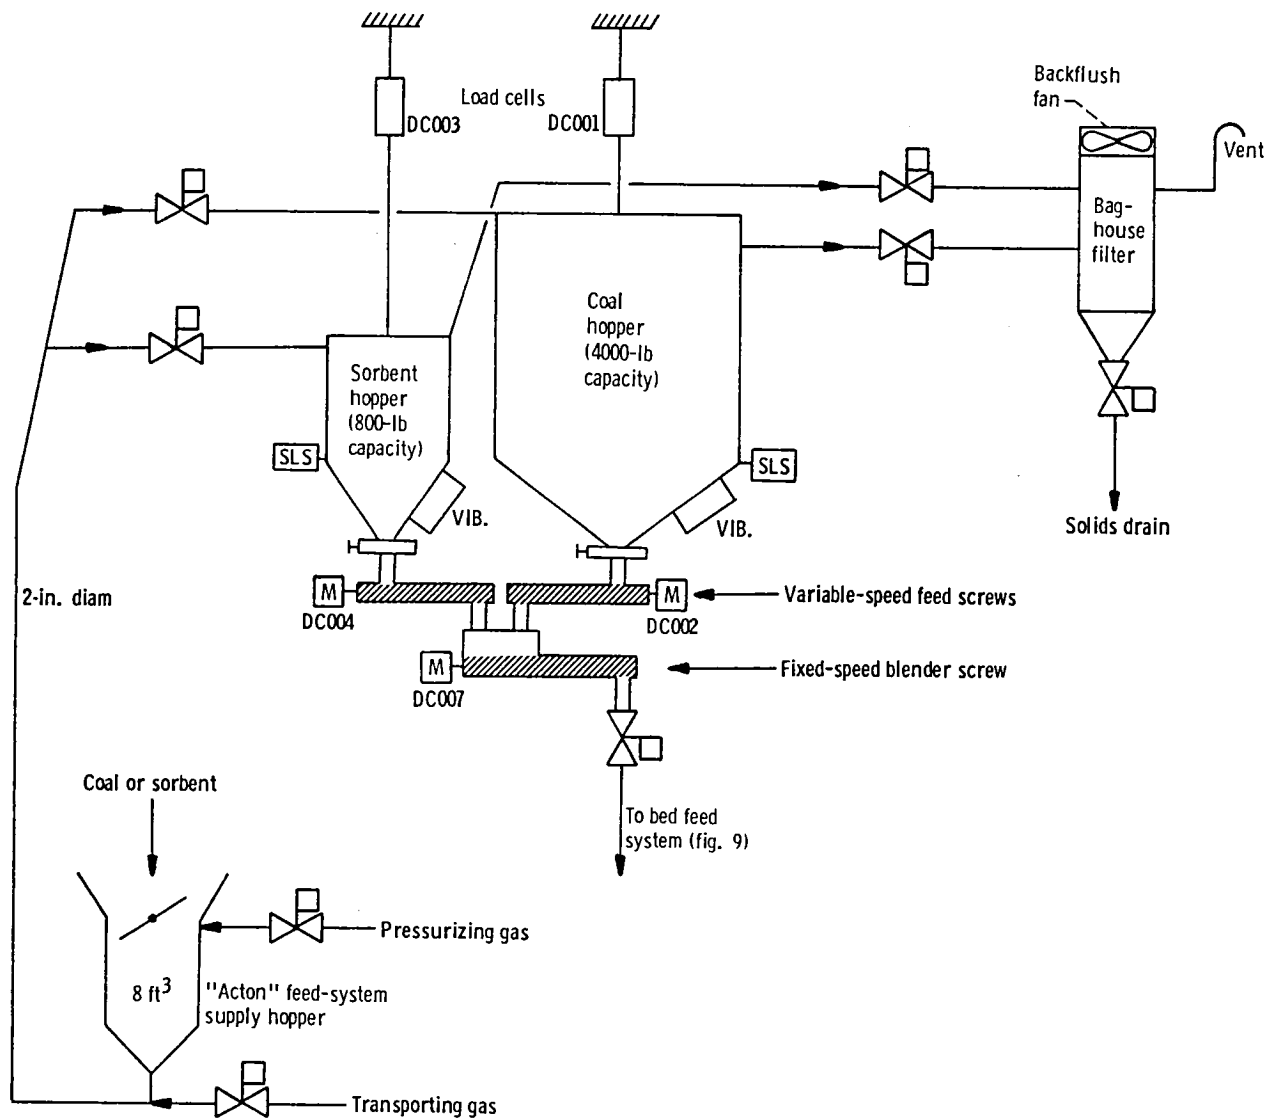 Backflush
fan
Load cells
DC003
DC001
Vent
Bag-
house
filter
Coal
hopper
(4000-lb
capacity)
Sorbent
hopper
(800-lb
capacity)
SLS
SLS
VIB.
VIB.
Solids drain
2-in. diam
M
DC004
M
DC002
Variable-speed feed screws
M
DC007
Fixed-speed blender screw
Coal or sorbent
To bed feed
system (fig. 9)
Pressurizing gas
8 ft³
"Acton" feed-system
supply hopper
Transporting gas